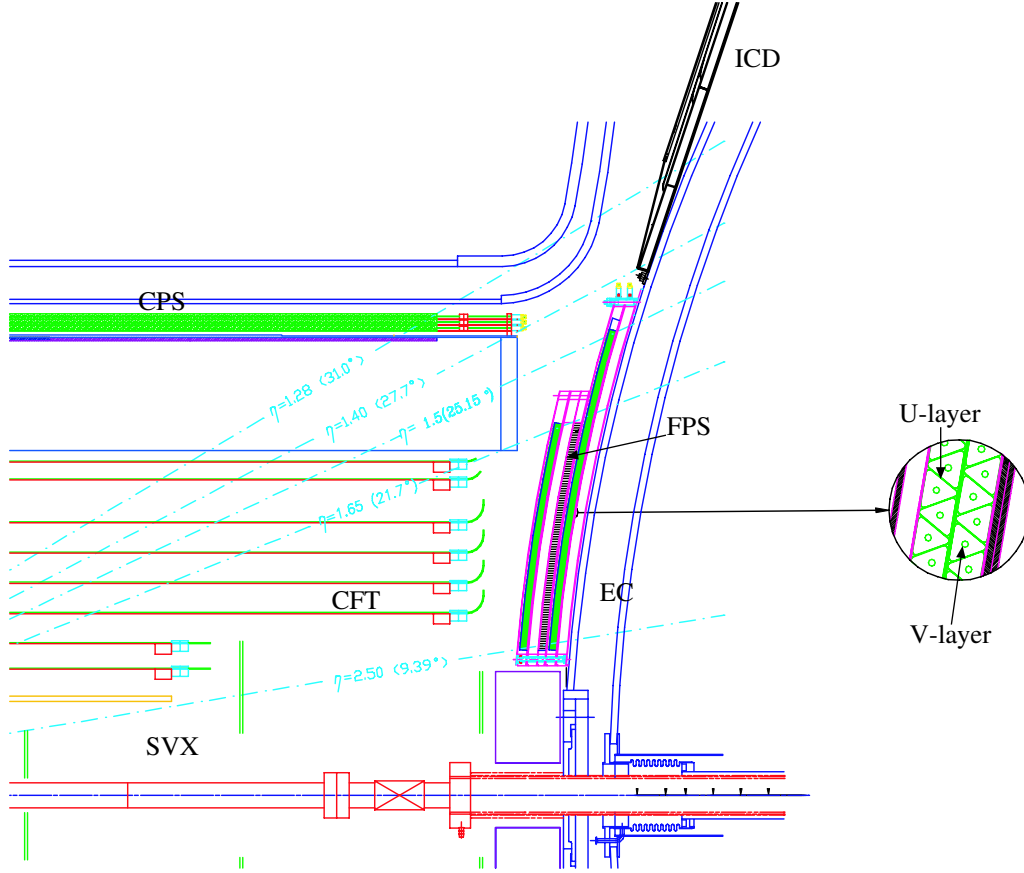 ICD
CPS
η=1.28 (31.0°)
η=1.40 (27.7°)
η= 1.5(25.15 °)
U-layer
FPS
η=1.65 (21.7°)
CFT
EC
V-layer
η=2.50 (9.39°)
SVX